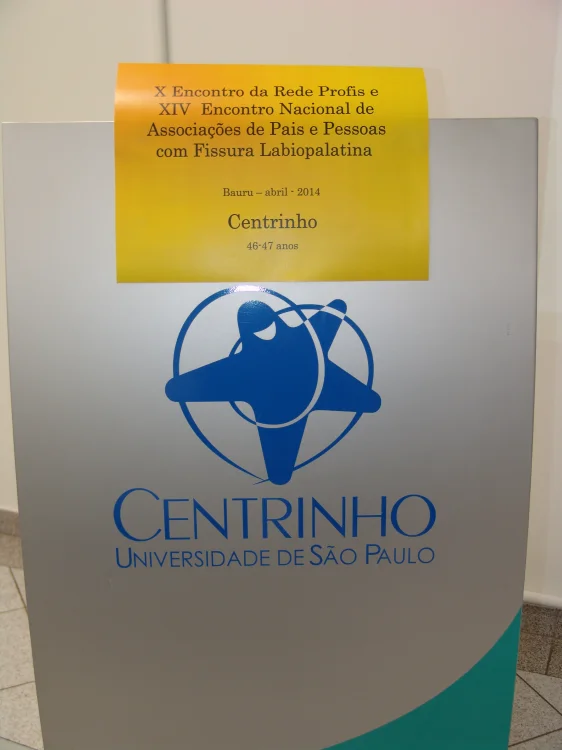 X Encontro da Rede Profis e
XIV Encontro Nacional de
Associações de Pais e Pessoas
com Fissura Labiopalatina
Bauru – abril - 2014
Centrinho
46-47 anos
CENTRINHO
UNIVERSIDADE DE SÃO PAULO